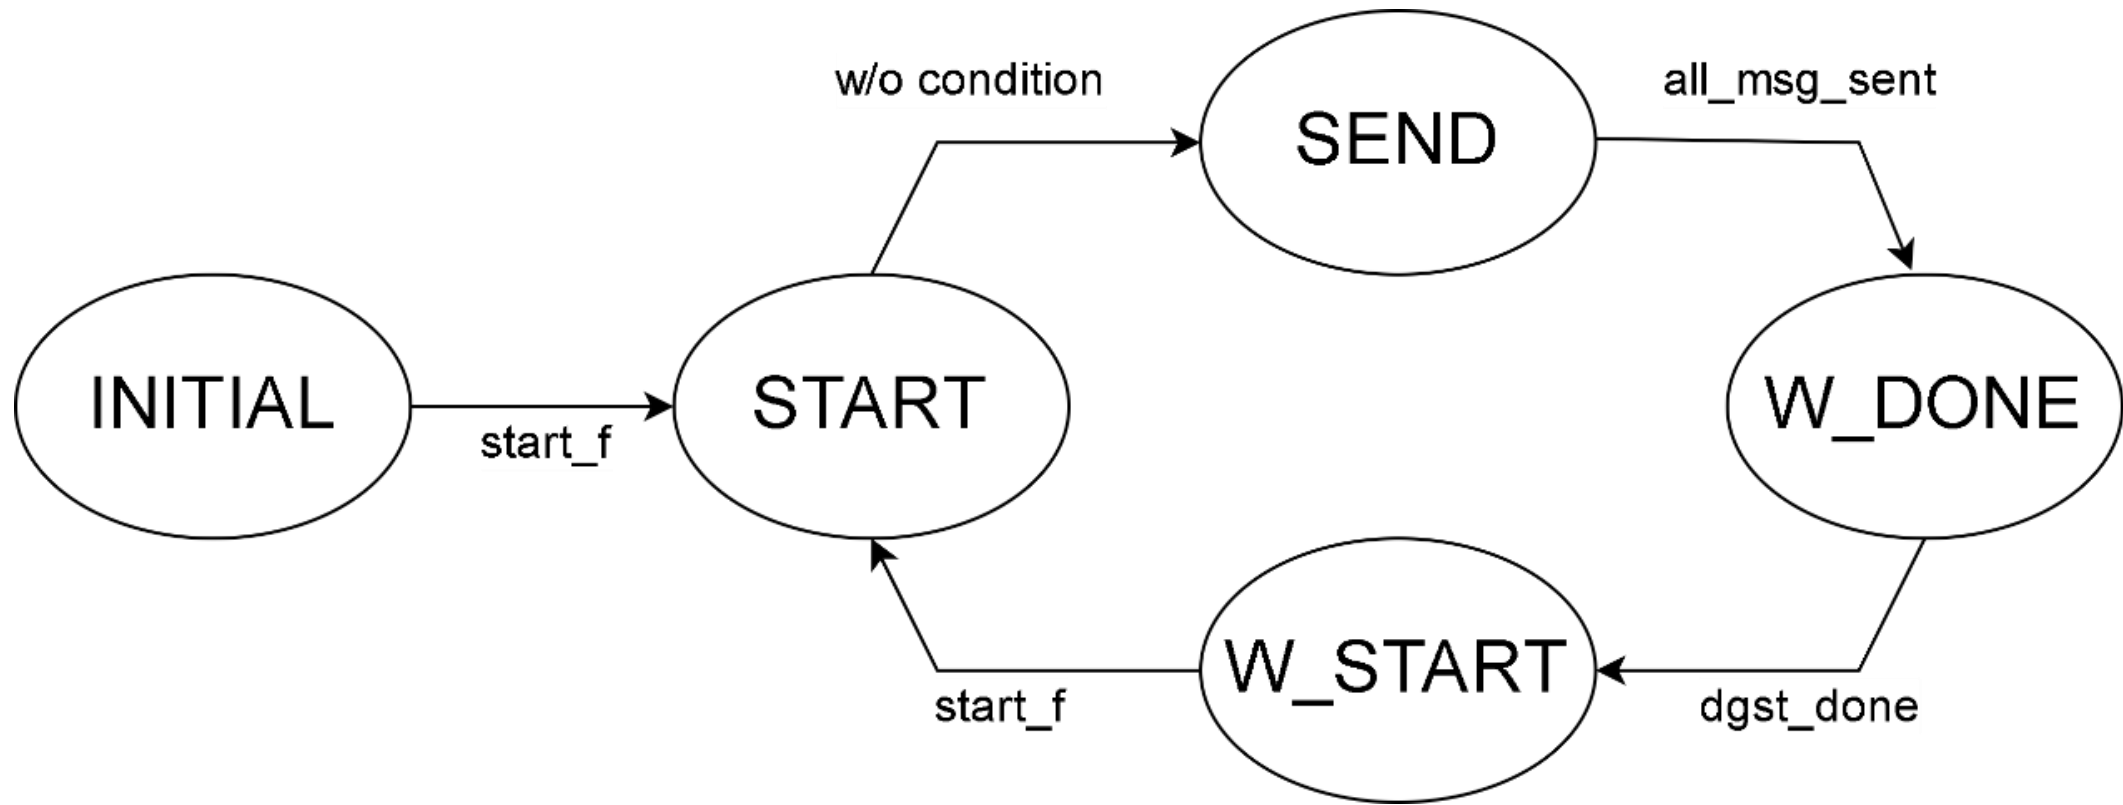 w/o condition
SEND
all_msg_sent
INITIAL
start_f
START
W_DONE
W_START
start_f
dgst_done